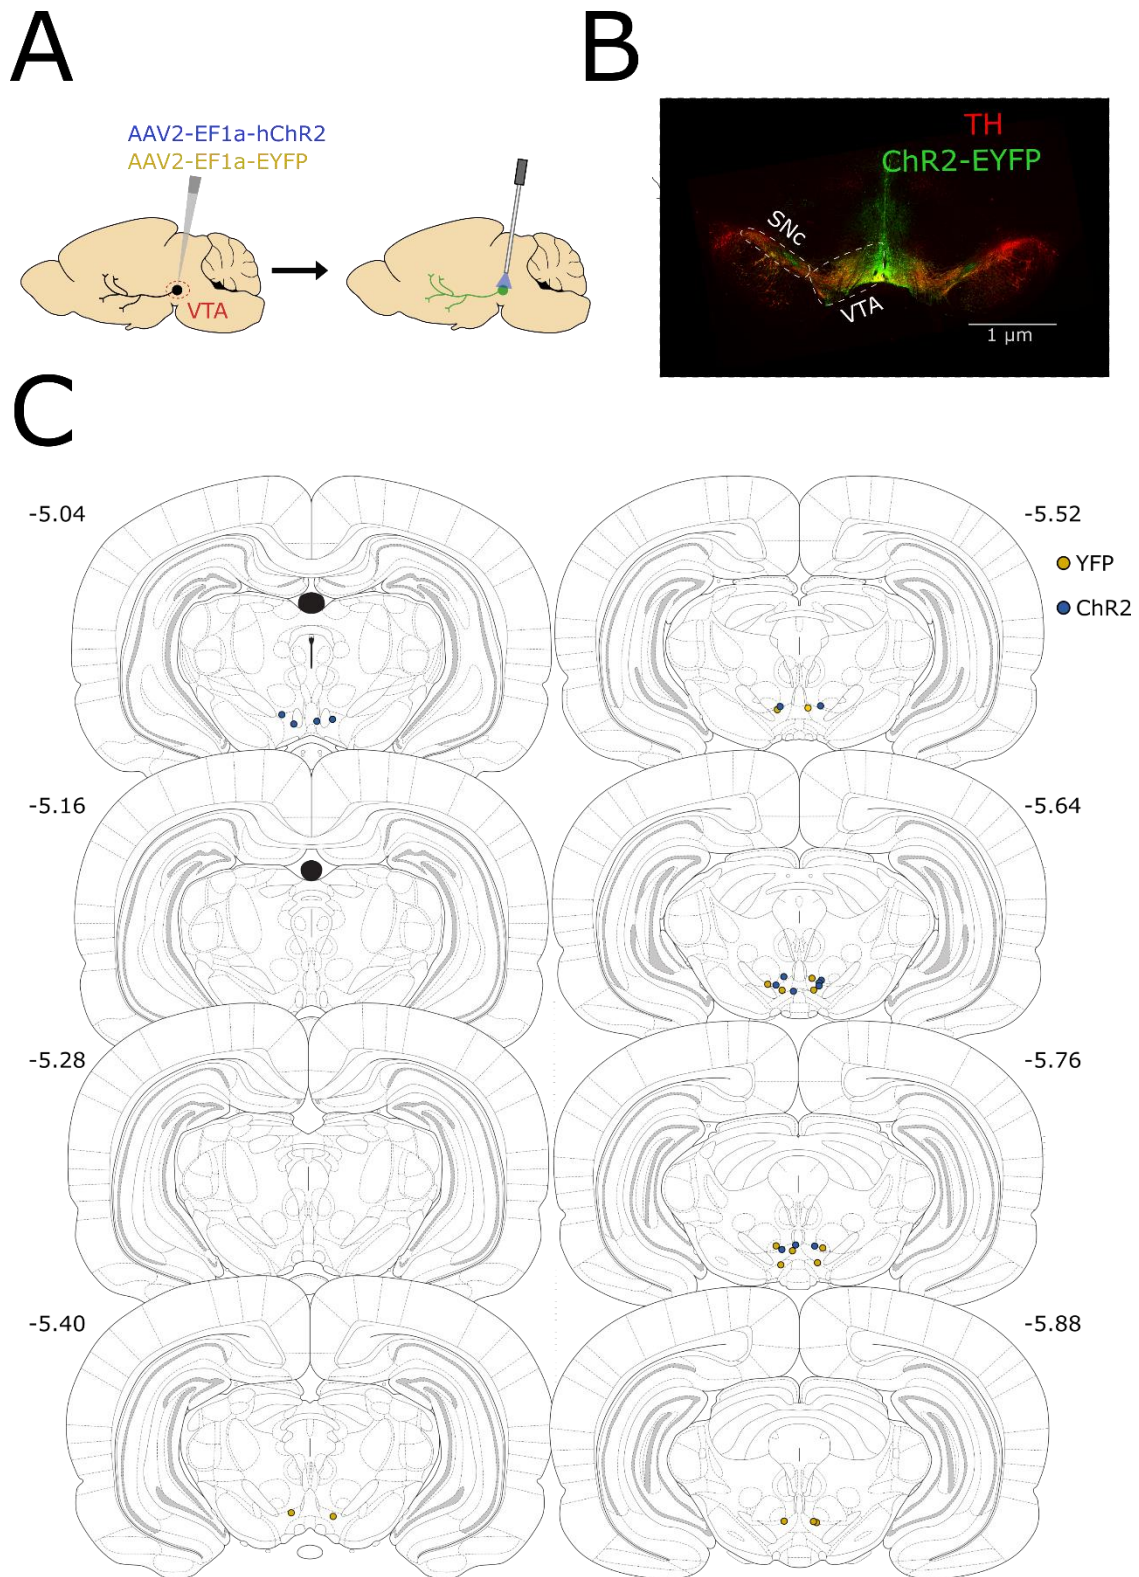 A
AAV2-EF1a-hChR2
AAV2-EF1a-EYFP
VTA
B
TH
ChR2-EYFP
SNc
VTA
1 µm
C
-5.04
-5.16
-5.28
-5.40
-5.52
YFP
ChR2
-5.64
-5.76
-5.88